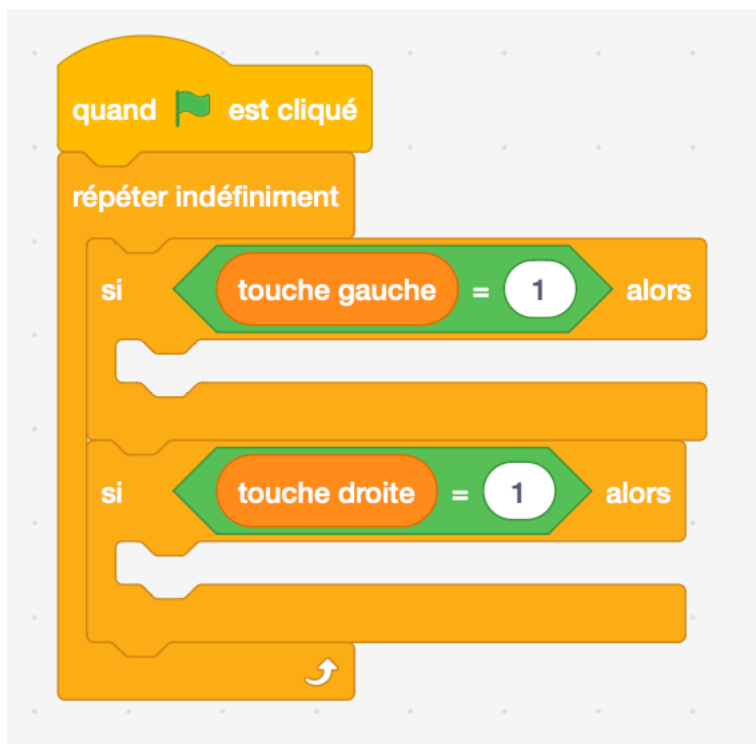 quand est cliqué
répéter indéfiniment
si touche gauche = 1 alors
si touche droite = 1 alors